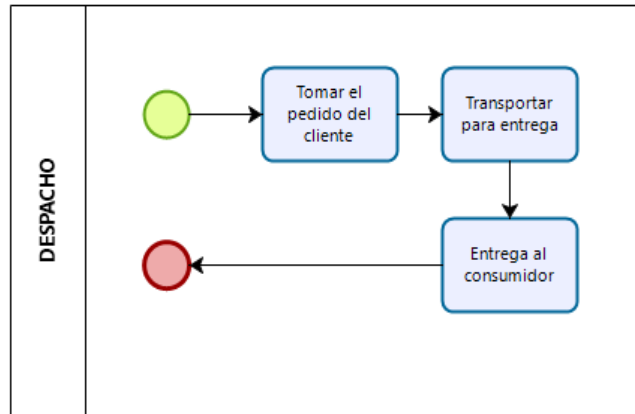 DESPACHO
Tomar el
pedido del
cliente
Transportar
para entrega
Entrega al
consumidor